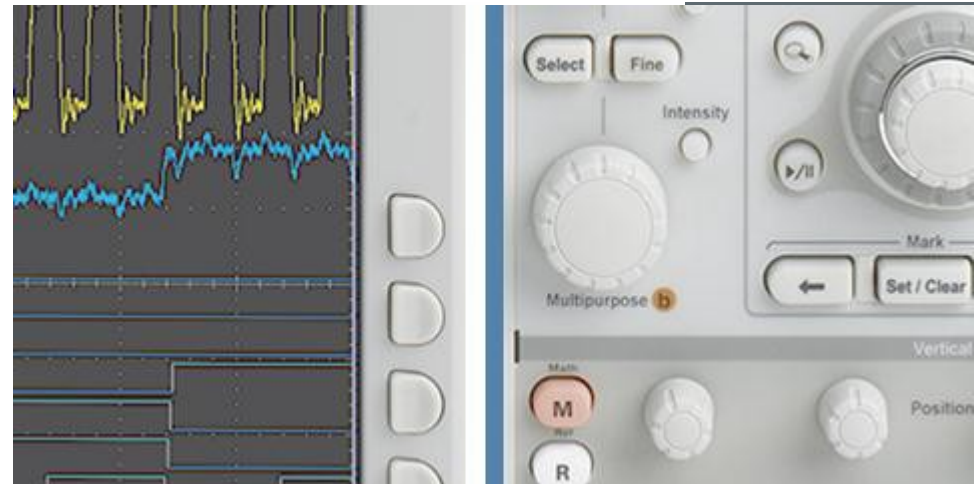 Select
Fine
Intensity
Mark
Set / Clear
Multipurpose b
Vertical
Math
M
Position
Ref
R